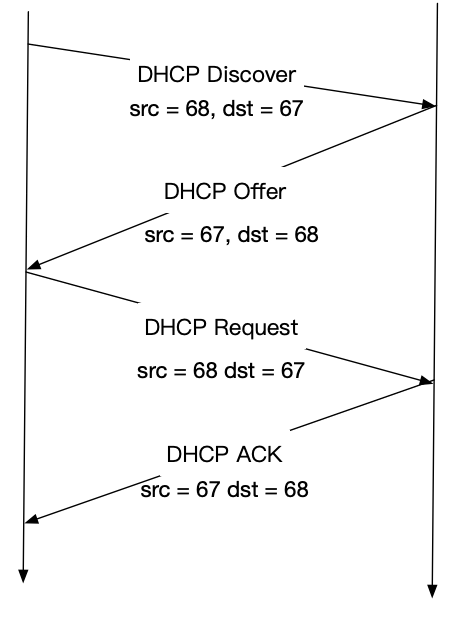 DHCP Discover
src = 68, dst = 67
DHCP Offer
src = 67, dst = 68
DHCP Request
src = 68 dst = 67
DHCP ACK
src = 67 dst = 68